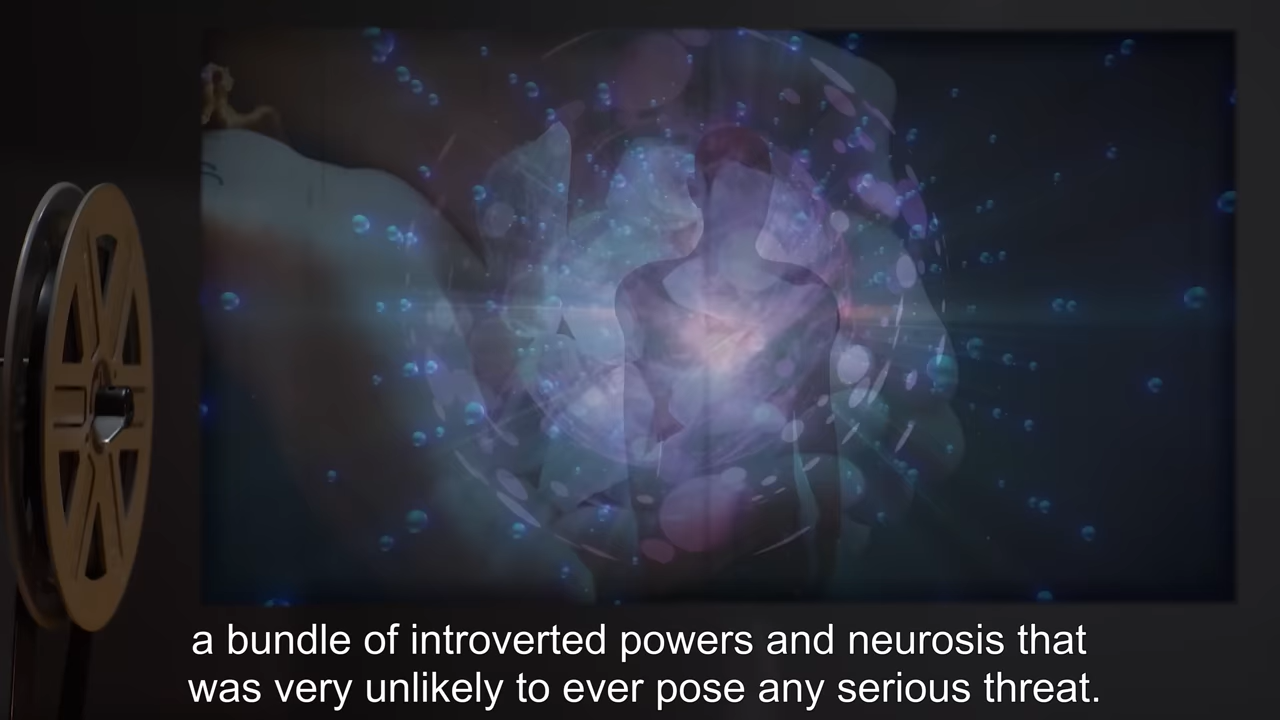 a bundle of introverted powers and neurosis that
was very unlikely to ever pose any serious threat.